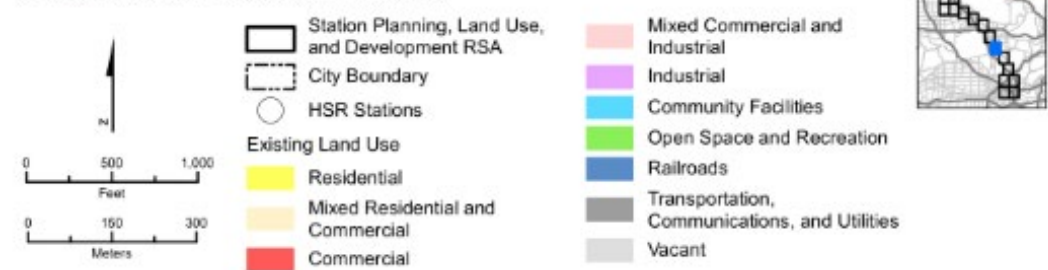 N
0 500 1,000
Feet
0 150 300
Meters
Station Planning, Land Use,
and Development RSA
City Boundary
HSR Stations
Existing Land Use
Residential
Mixed Residential and
Commercial
Commercial
Mixed Commercial and
Industrial
Industrial
Community Facilities
Open Space and Recreation
Railroads
Transportation,
Communications, and Utilities
Vacant